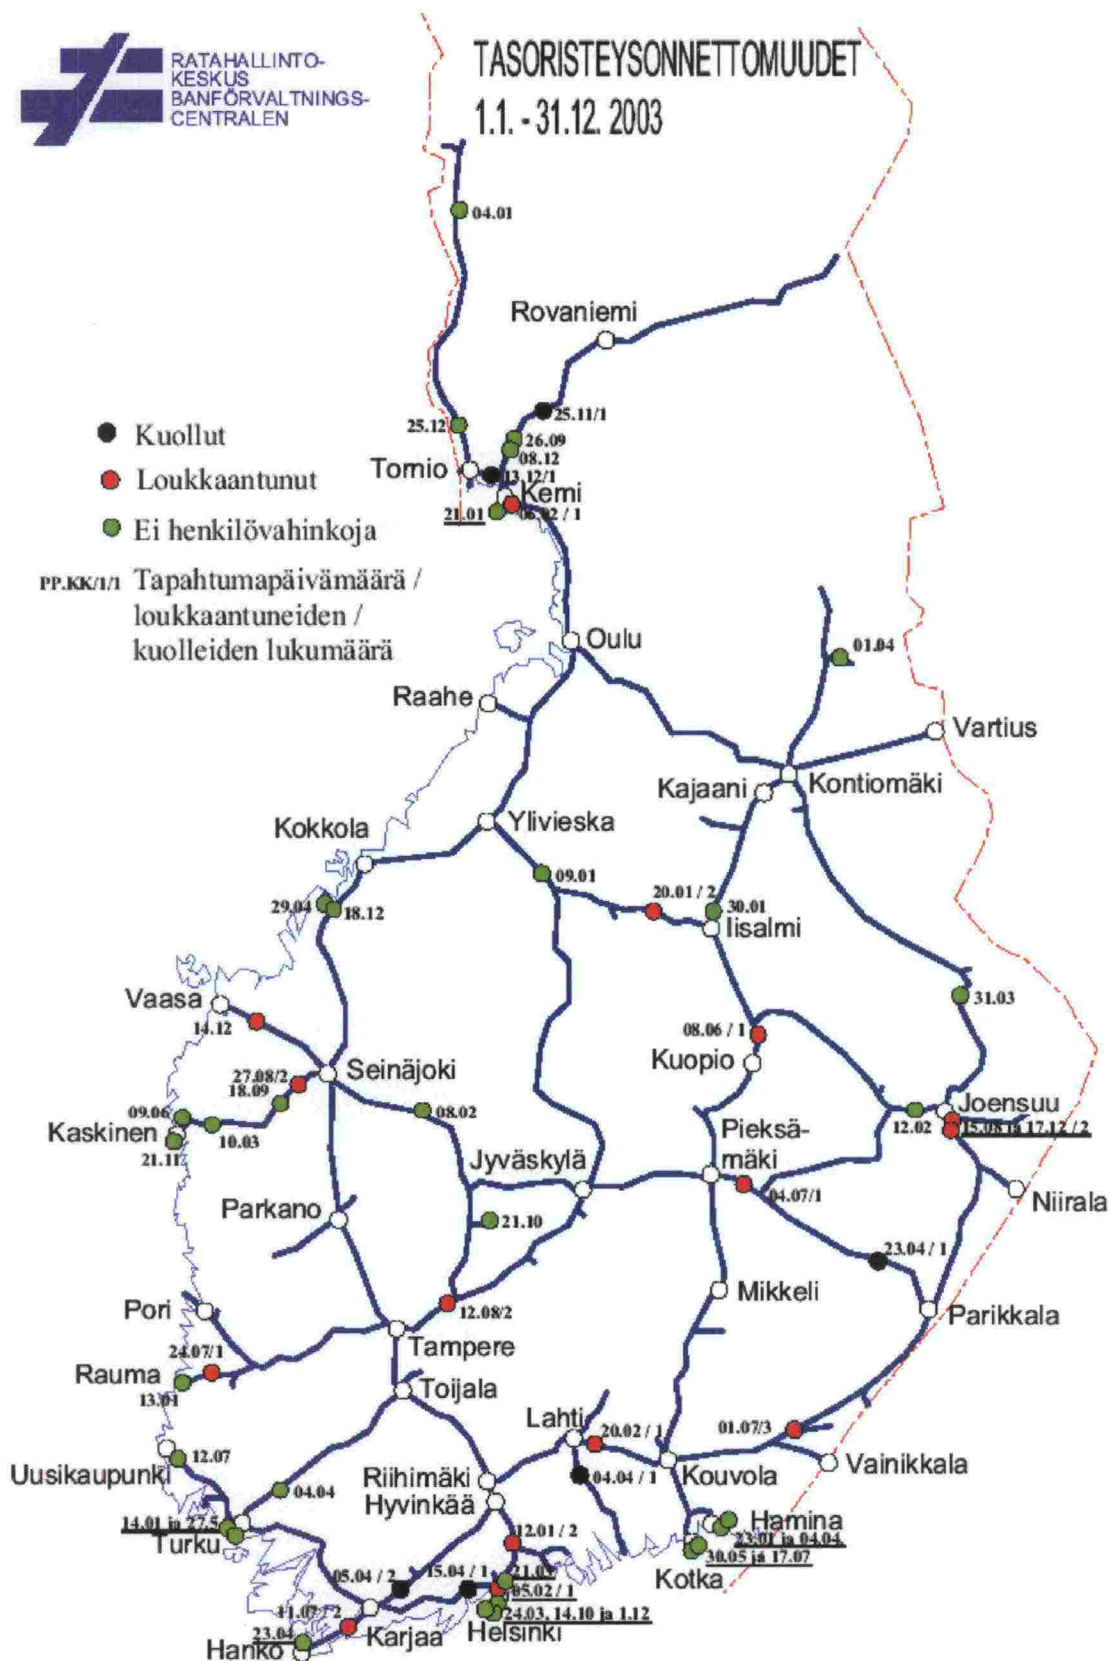 RATAHALLINTO-
KESKUS
BANFÖRVALTNINGS-
CENTRALEN
TASORISTEYSONNETTOMUUDET
1.1. - 31.12. 2003
04.01
Rovaniemi
25.11/1
25.12
26.09
08.12
Kuollut
Tornio
13.12/1
Loukkaantunut
Kemi
21.01
06.02 / 1
Ei henkilövahinkoja
PP.KK/1/1 Tapahtumapäivämäärä /
loukkaantuneiden /
kuolleiden lukumäärä
Oulu
01.04
Raahe
Vartius
Kajaani
Kontiomäki
Ylivieska
Kokkola
09.01
20.01 / 2
29.04
18.12
30.01
Iisalmi
Vaasa
14.12
31.03
08.06 / 1
Kuopio
Seinäjoki
27.08/2
18.09
09.06
08.02
Joensuu
Kaskinen
10.03
12.02
15.08 ja 17.12 / 2
21.11
Pieksä-
mäki
Jyväskylä
04.07/1
Niirala
Parkano
21.10
23.04 / 1
Mikkeli
Pori
12.08/2
Parikkala
Tampere
24.07/1
Rauma
13.01
Toijala
Lahti
20.02 / 1
01.07/3
12.07
Uusikaupunki
Riihimäki
04.04 / 1
Kouvola
Vainikkala
04.04
Hyvinkää
14.01 ja 27.5
Turku
12.01 / 2
Hamina
23.01 ja 04.04.
30.05 ja 17.07
Kotka
05.04 / 2
15.04 / 1
21.03
05.02 / 1
11.07 / 2
24.03, 14.10 ja 1.12
Karjaa
Helsinki
23.04
Hanko